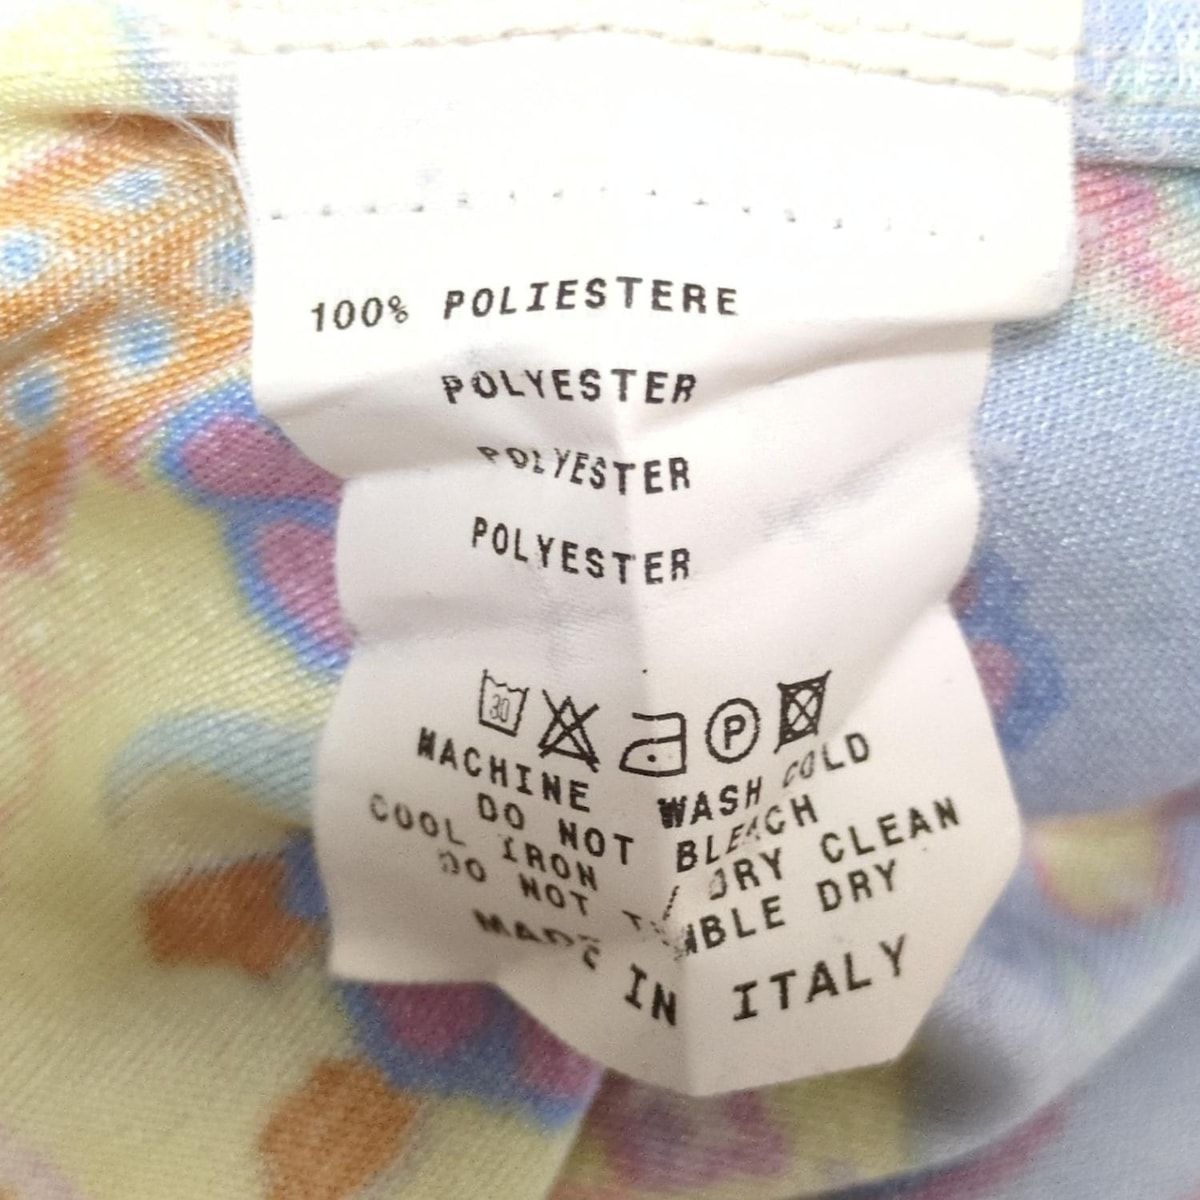 100% POLIESTERE
POLYESTER
POLYESTER
POLYESTER
30 P
MACHINE WASH COLD
DO NOT BLEACH
COOL IRON / DRY CLEAN
DO NOT TUMBLE DRY
MADE IN ITALY